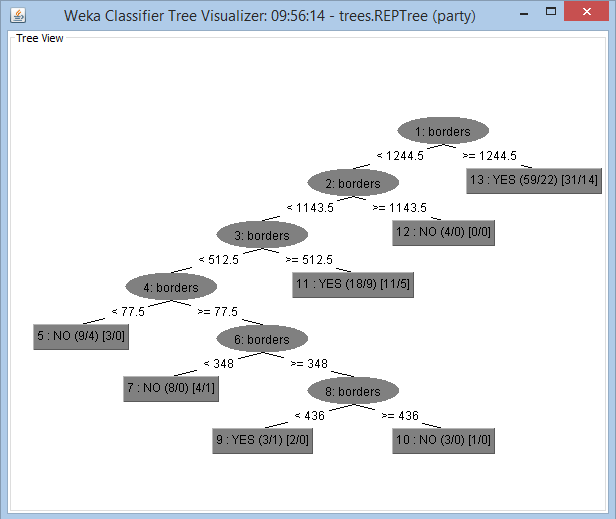 Weka Classifier Tree Visualizer: 09:56:14 - trees.REPTree (party)
Tree View
1: borders
< 1244.5 >= 1244.5
2: borders 13 : YES (59/22) [31/14]
< 1143.5 >= 1143.5
3: borders 12 : NO (4/0) [0/0]
< 512.5 >= 512.5
4: borders 11 : YES (18/9) [11/5]
< 77.5 >= 77.5
5 : NO (9/4) [3/0] 6: borders
< 348 >= 348
7 : NO (8/0) [4/1] 8: borders
< 436 >= 436
9 : YES (3/1) [2/0] 10 : NO (3/0) [1/0]